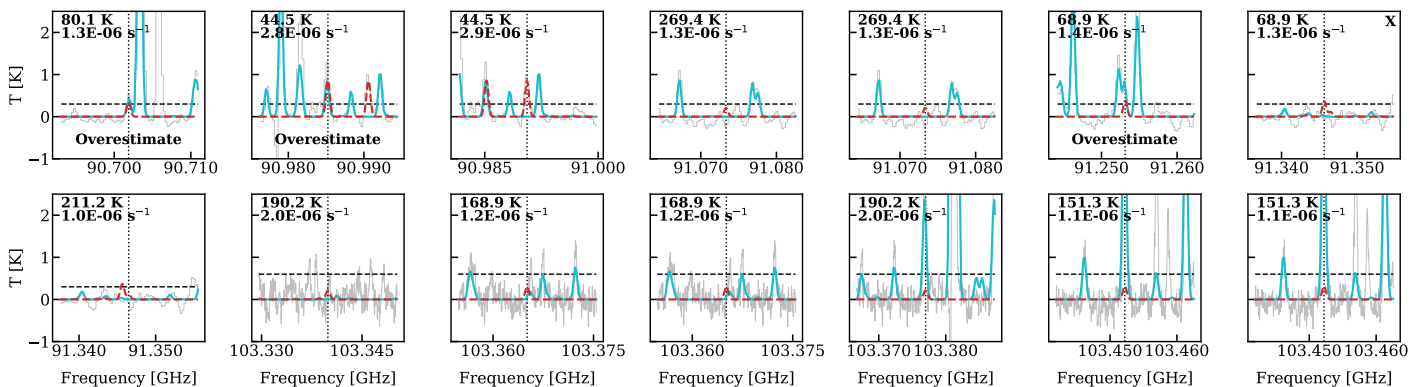 80.1 K 44.5 K 44.5 K 269.4 K 269.4 K 68.9 K 68.9 K X
1.3E-06 s⁻¹ 2.8E-06 s⁻¹ 2.9E-06 s⁻¹ 1.3E-06 s⁻¹ 1.3E-06 s⁻¹ 1.4E-06 s⁻¹ 1.3E-06 s⁻¹
2
1
T [K]
0
Overestimate Overestimate Overestimate
−1
90.700 90.710 90.980 90.990 90.985 91.000 91.070 91.080 91.070 91.080 91.250 91.260 91.340 91.350
211.2 K 190.2 K 168.9 K 168.9 K 190.2 K 151.3 K 151.3 K
1.0E-06 s⁻¹ 2.0E-06 s⁻¹ 1.2E-06 s⁻¹ 1.2E-06 s⁻¹ 2.0E-06 s⁻¹ 1.1E-06 s⁻¹ 1.1E-06 s⁻¹
2
1
T [K]
0
−1
91.340 91.350 103.330 103.345 103.360 103.375 103.360 103.375 103.370 103.380 103.450 103.460 103.450 103.460
Frequency [GHz] Frequency [GHz] Frequency [GHz] Frequency [GHz] Frequency [GHz] Frequency [GHz] Frequency [GHz]